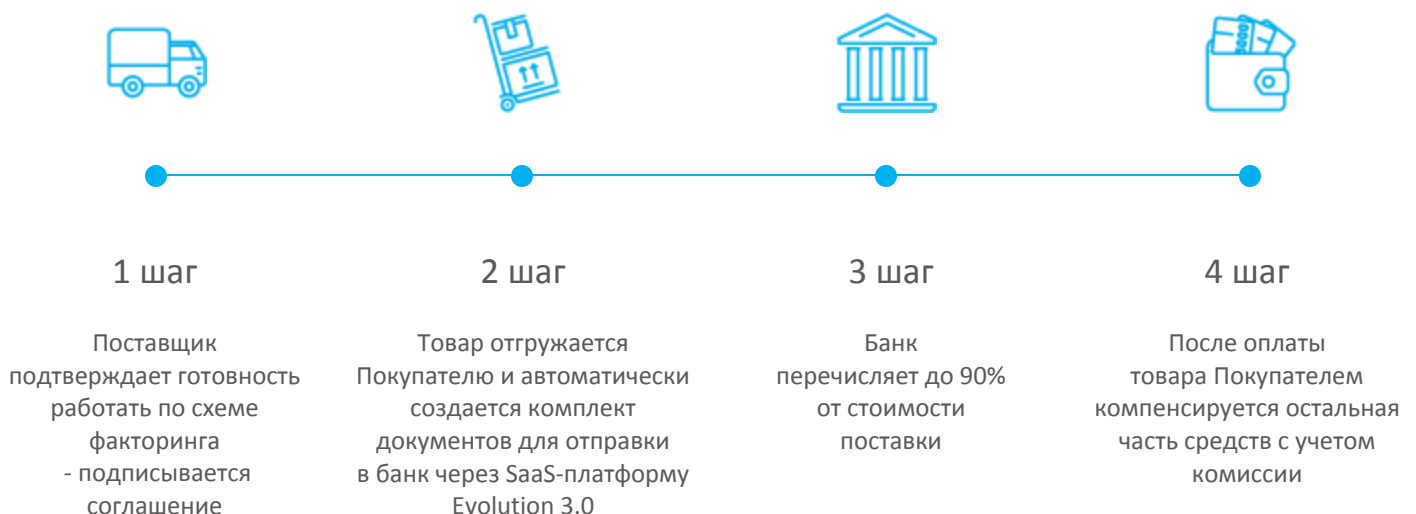 5000
1 шаг
Поставщик
подтверждает готовность
работать по схеме
факторинга
- подписывается
соглашение
2 шаг
Товар отгружается
Покупателю и автоматически
создается комплект
документов для отправки
в банк через SaaS-платформу
Evolution 3.0
3 шаг
Банк
перечисляет до 90%
от стоимости
поставки
4 шаг
После оплаты
товара Покупателем
компенсируется остальная
часть средств с учетом
комиссии